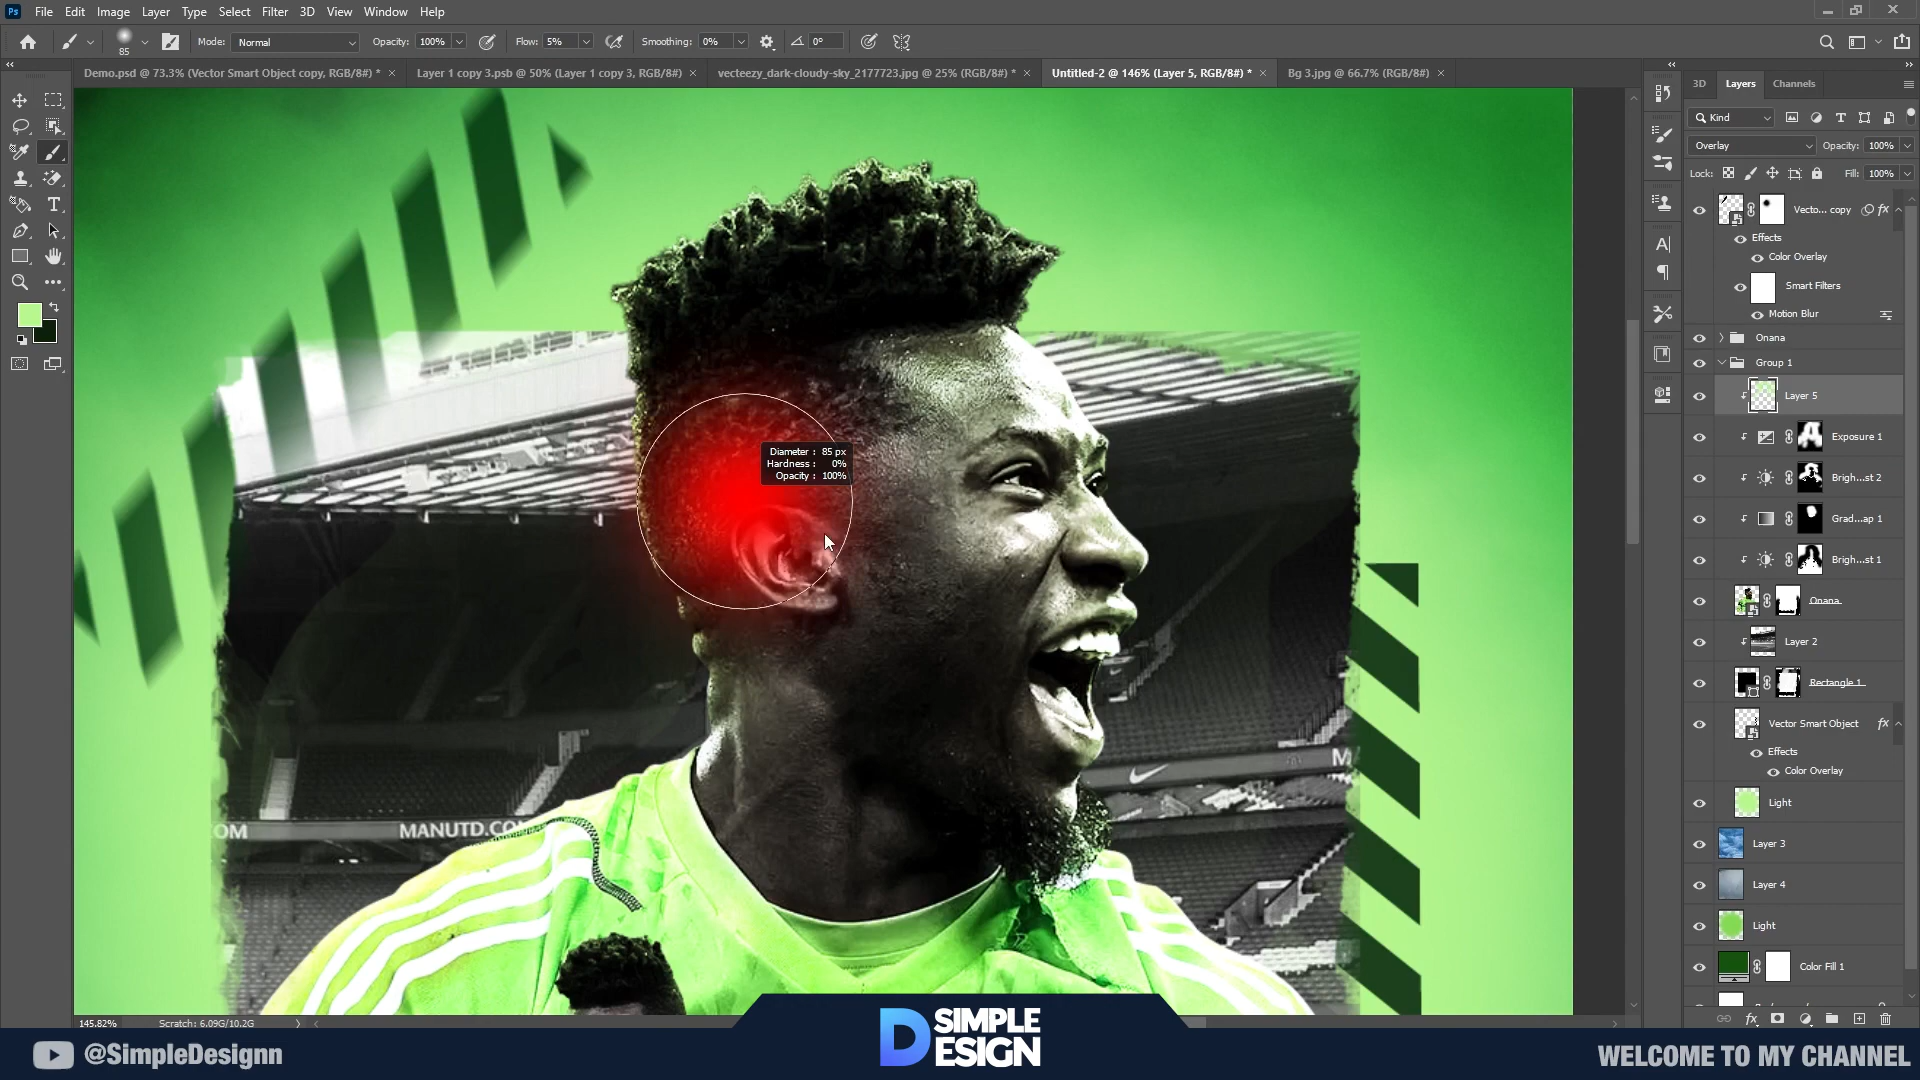 File Edit Image Layer Type Select Filter 3D View Window Help
85 Mode: Normal Opacity: 100% Flow: 5% Smoothing: 0% 0°
Demo.psd @ 73.3% (Vector Smart Object copy, RGB/8#) * Layer 1 copy 3.psb @ 50% (Layer 1 copy 3, RGB/8#) vecteezy_dark-cloudy-sky_2177723.jpg @ 25% (RGB/8#) * Untitled-2 @ 146% (Layer 5, RGB/8#) * Bg 3.jpg @ 66.7% (RGB/8#)
3D Layers Channels
Kind
Overlay Opacity: 100%
Lock: Fill: 100%
Vecto... copy fx
Effects
Color Overlay
Smart Filters
Motion Blur
Onana
Group 1
Layer 5
Exposure 1
Brigh...st 2
Grad...ap 1
Brigh...st 1
Onana
Layer 2
Rectangle 1
Vector Smart Object fx
Effects
Color Overlay
Light
Layer 3
Layer 4
Light
Color Fill 1
Diameter : 85 px
Hardness : 0%
Opacity : 100%
OM MANUTD.CO M
145.82% Scratch: 6.09G/10.2G
@SimpleDesignn
D SIMPLE
ESIGN
WELCOME TO MY CHANNEL